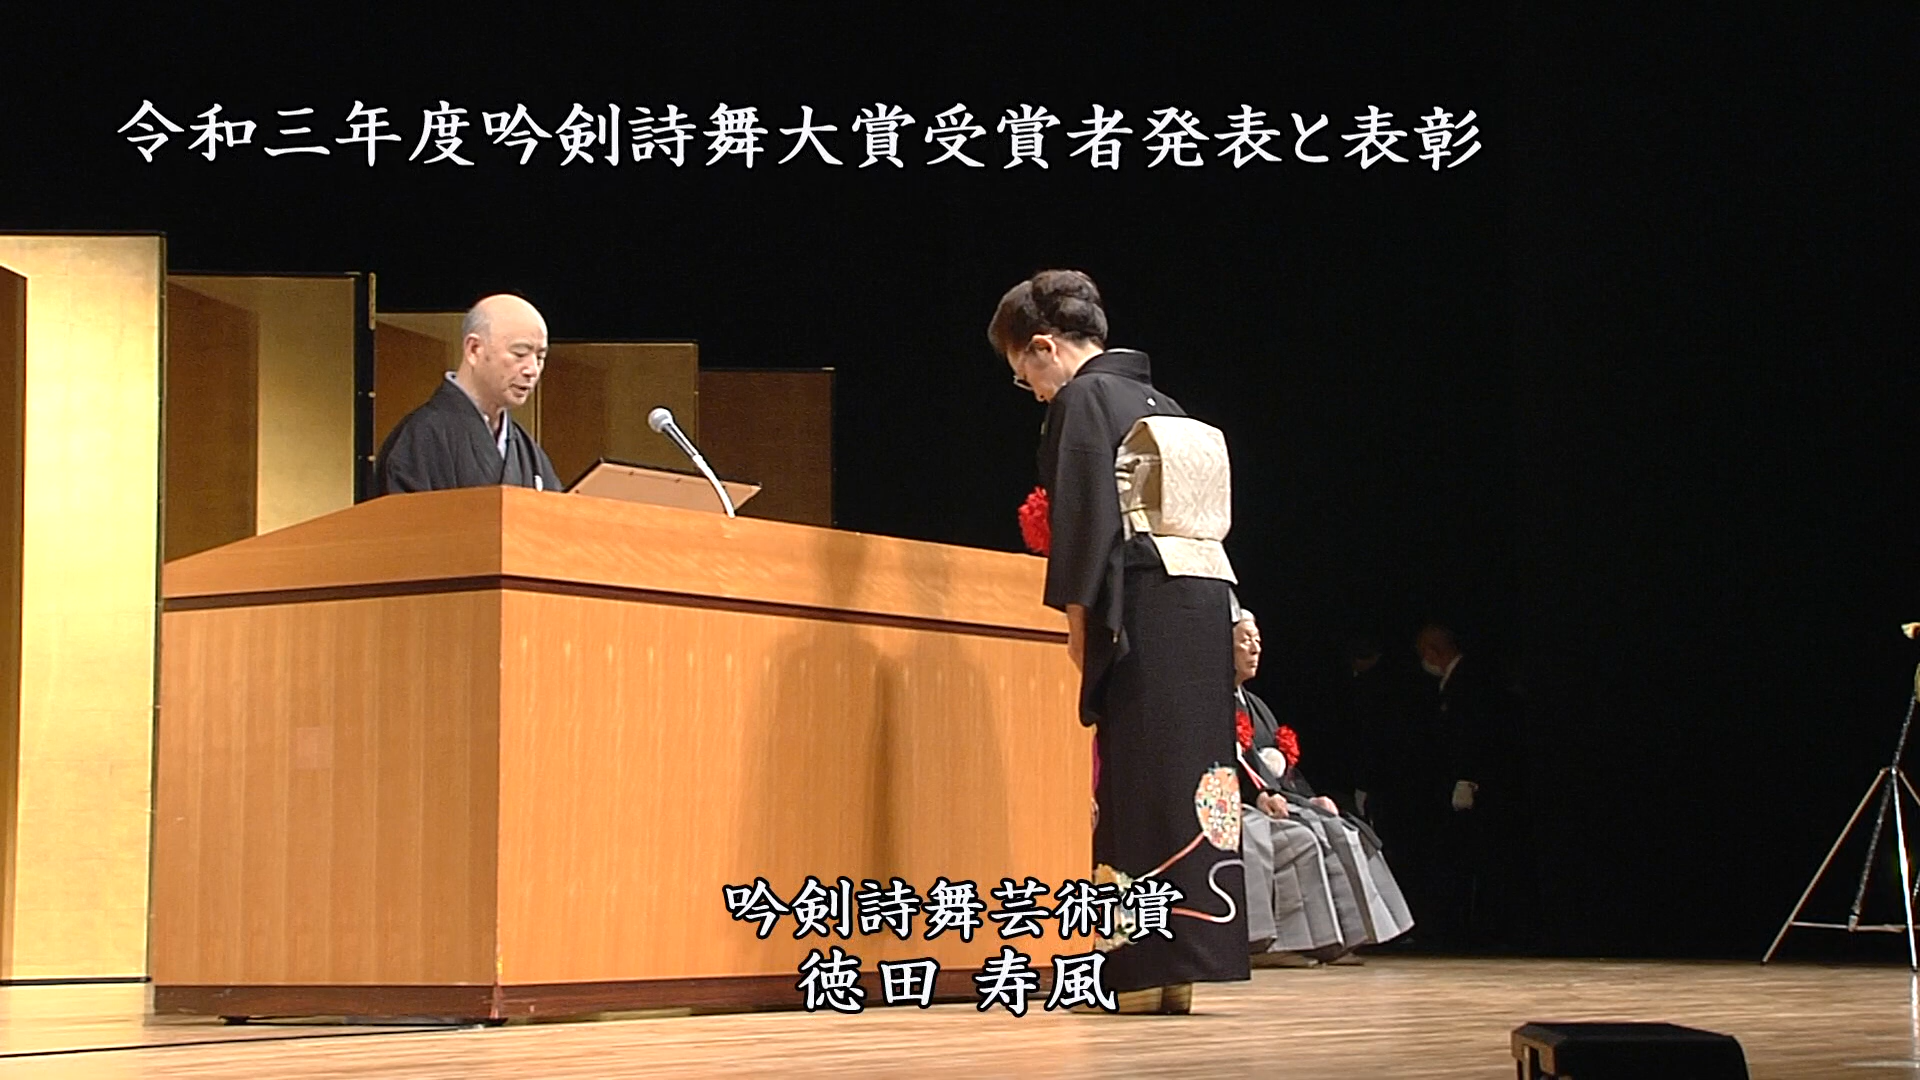 令和三年度吟剣詩舞大賞受賞者発表と表彰
吟剣詩舞芸術賞
徳田 寿風